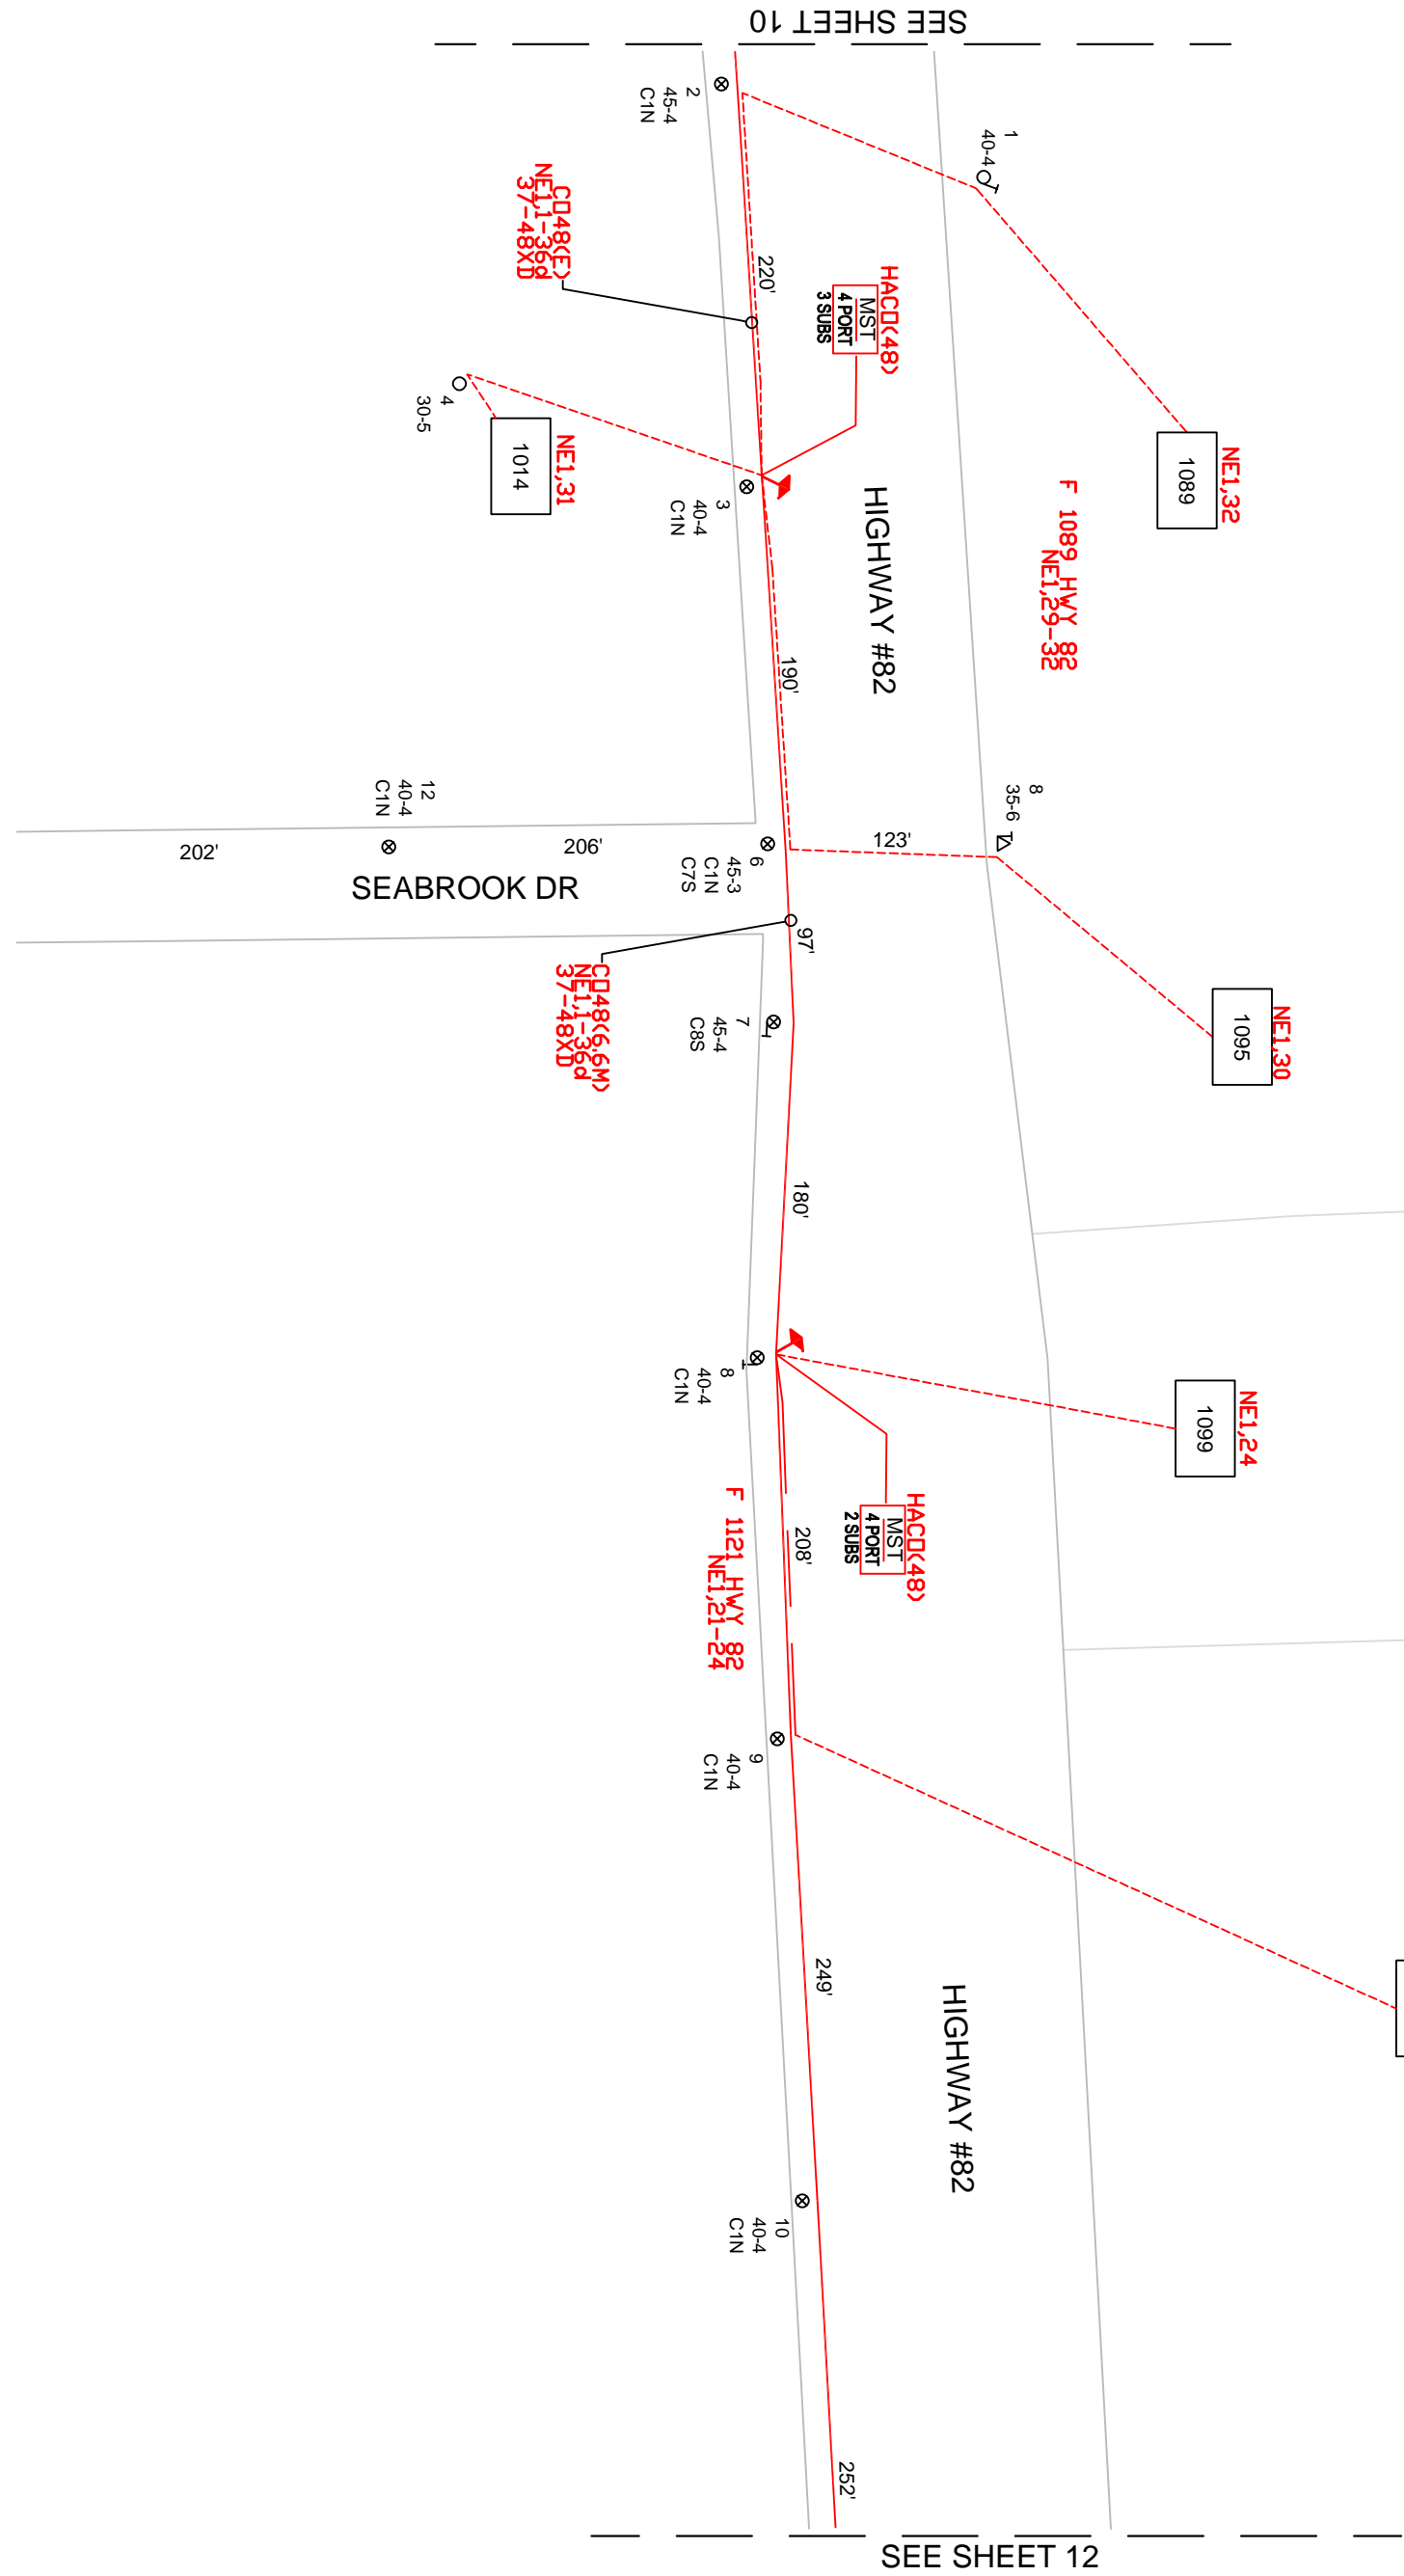 SEE SHEET 10
2
45-4
C1N
1
40-4
CO48(E)
NE1,1-36d
37-48XD
220'
HACO(48)
MST
4 PORT
3 SUBS
4
30-5
1014
NE1,31
3
40-4
C1N
HIGHWAY #82
1089
NE1,32
F 1089 HWY 82
NE1,29-32
190'
12
40-4
C1N
8
35-6
202'
206'
123'
SEABROOK DR
6
45-3
C1N
C7S
97'
CO48(6,6M)
NE1,1-36d
37-48XD
7
45-4
C8S
1095
NE1,30
180'
8
40-4
C1N
1099
NE1,24
HACO(48)
MST
4 PORT
2 SUBS
F 1121 HWY 82
NE1,21-24
208'
9
40-4
C1N
249'
HIGHWAY #82
10
40-4
C1N
252'
SEE SHEET 12